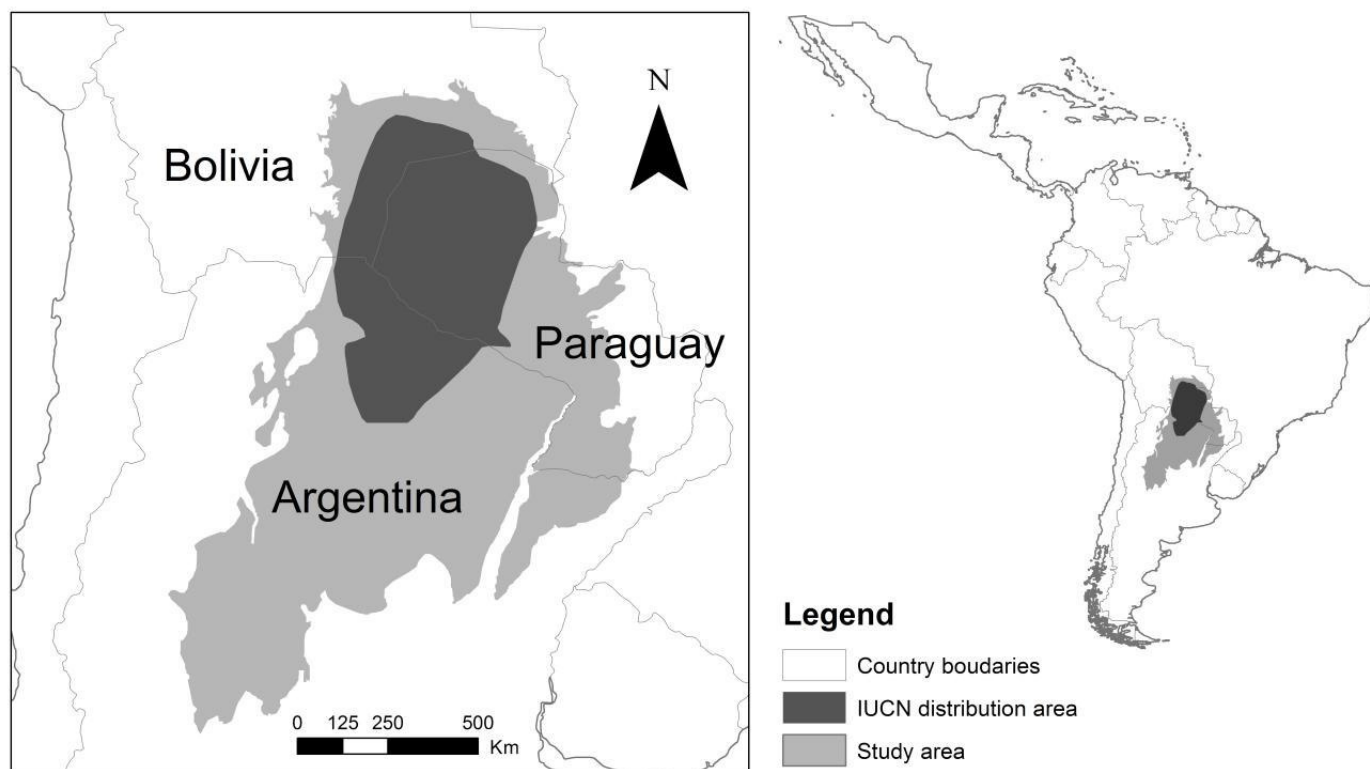 N
Bolivia
Paraguay
Argentina
0 125 250 500
Km
Legend
Country boudaries
IUCN distribution area
Study area